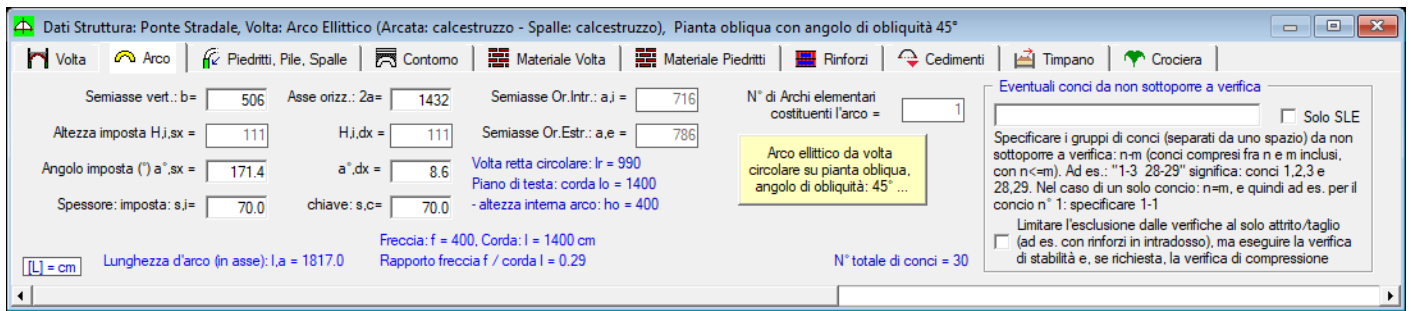 Dati Struttura: Ponte Stradale, Volta: Arco Ellittico (Arcata: calcestruzzo - Spalle: calcestruzzo), Pianta obliqua con angolo di obliquità 45°
Volta Arco Piedritti, Pile, Spalle Contorno Materiale Volta Materiale Piedritti Rinforzi Cedimenti Timpano Crociera
Semiasse vert.: b= 506 Asse orizz.: 2a= 1432 Semiasse Or.Intr.: a,i = 716
Altezza imposta H,i,sx = 111 H,i,dx = 111 Semiasse Or.Estr.: a,e = 786
Angolo imposta (°) a°,sx = 171.4 a°,dx = 8.6
Spessore: imposta: s,i= 70.0 chiave: s,c= 70.0
Volta retta circolare: lr = 990
Piano di testa: corda lo = 1400
- altezza interna arco: ho = 400
N° di Archi elementari
costituenti l'arco = 1
Arco ellittico da volta
circolare su pianta obliqua,
angolo di obliquità: 45° ...
Freccia: f = 400, Corda: l = 1400 cm
[L] = cm Lunghezza d'arco (in asse): l,a = 1817.0 Rapporto freccia f / corda l = 0.29 N° totale di conci = 30
Eventuali conci da non sottoporre a verifica
Solo SLE
Specificare i gruppi di conci (separati da uno spazio) da non
sottoporre a verifica: n-m (conci compresi fra n e m inclusi,
con n<=m). Ad es.: "1-3 28-29" significa: conci 1,2,3 e
28,29. Nel caso di un solo concio: n=m, e quindi ad es. per il
concio n° 1: specificare 1-1
Limitare l'esclusione dalle verifiche al solo attrito/taglio
(ad es. con rinforzi in intradosso), ma eseguire la verifica
di stabilità e, se richiesta, la verifica di compressione